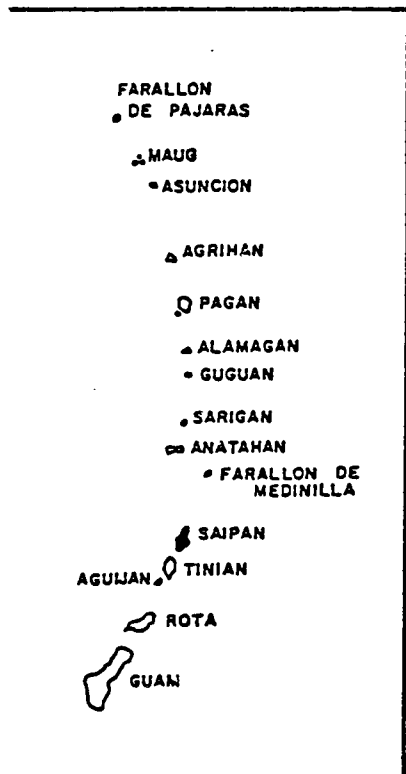 FARALLON
DE PAJARAS
MAUG
ASUNCION
AGRIHAN
PAGAN
ALAMAGAN
GUGUAN
SARIGAN
ANATAHAN
FARALLON DE
MEDINILLA
SAIPAN
TINIAN
AGUIJAN
ROTA
GUAM